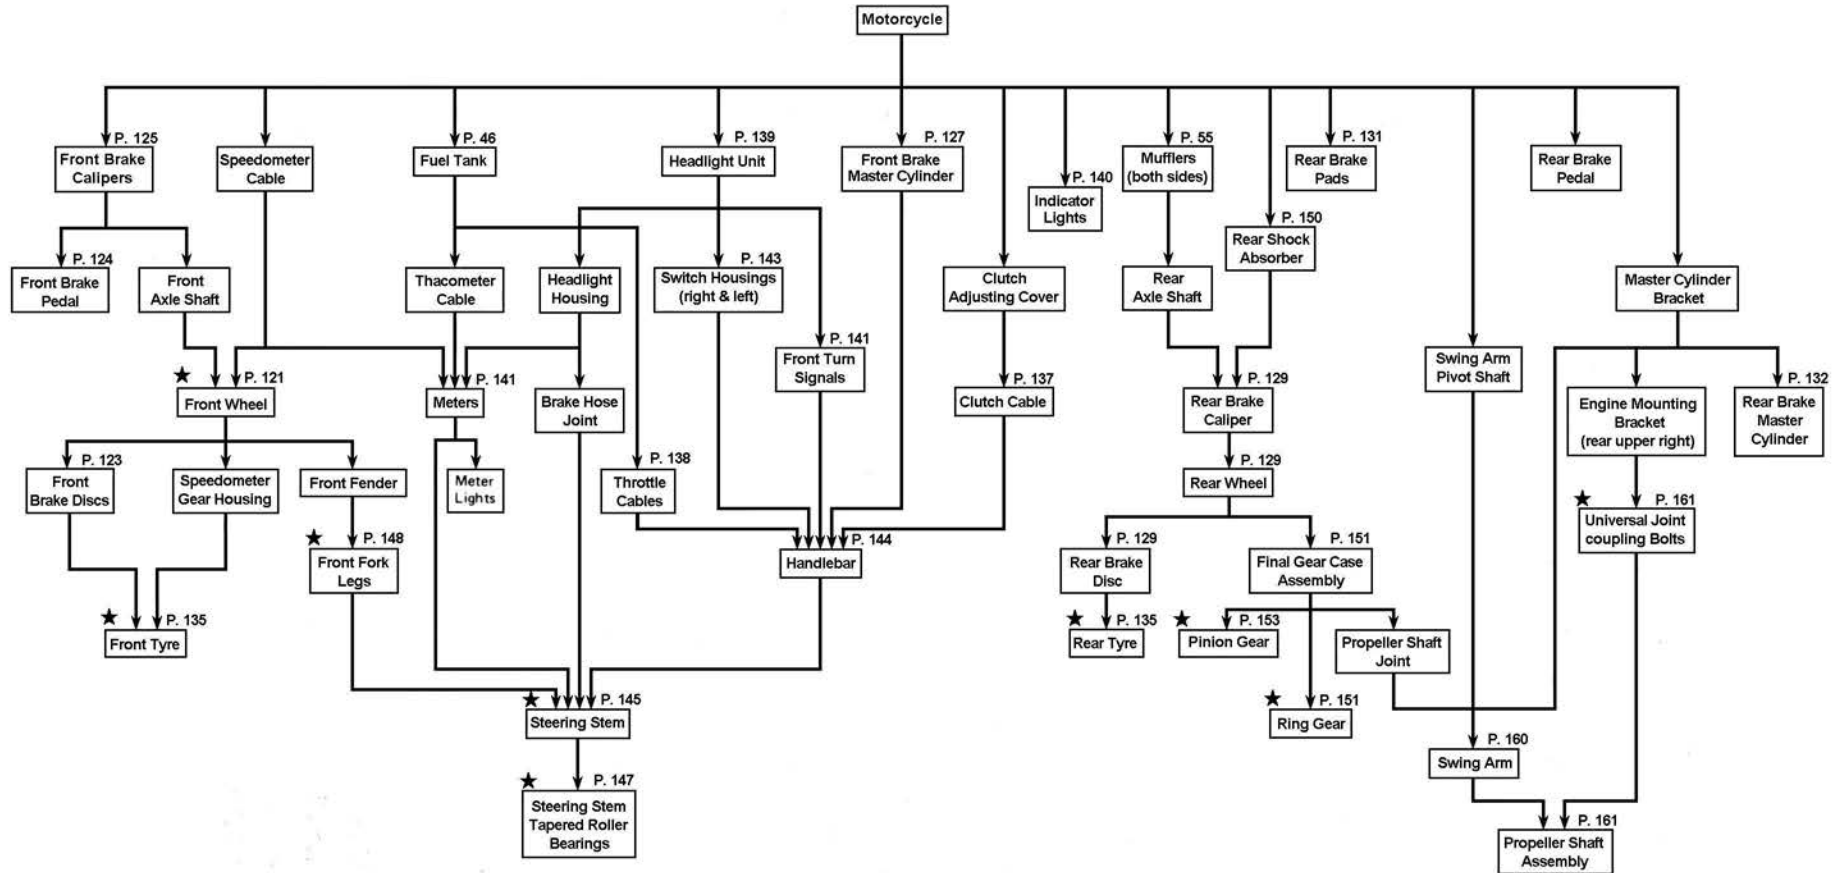 Motorcycle
P. 125
Front Brake
Calipers
Speedometer
Cable
P. 46
Fuel Tank
P. 139
Headlight Unit
P. 127
Front Brake
Master Cylinder
P. 140
Indicator
Lights
P. 55
Mufflers
(both sides)
P. 150
Rear Shock
Absorber
P. 131
Rear Brake
Pads
Rear Brake
Pedal
P. 124
Front Brake
Pedal
Front
Axle Shaft
Thacometer
Cable
Headlight
Housing
P. 143
Switch Housings
(right & left)
Clutch
Adjusting Cover
Rear
Axle Shaft
Master Cylinder
Bracket
P. 141
Front Turn
Signals
Swing Arm
Pivot Shaft
★ P. 121
Front Wheel
P. 141
Meters
Brake Hose
Joint
P. 137
Clutch Cable
P. 129
Rear Brake
Caliper
Engine Mounting
Bracket
(rear upper right)
P. 132
Rear Brake
Master
Cylinder
P. 123
Front
Brake Discs
Speedometer
Gear Housing
Front Fender
Meter
Lights
P. 138
Throttle
Cables
P. 129
Rear Wheel
★ P. 161
Universal Joint
coupling Bolts
★ P. 148
Front Fork
Legs
P. 144
Handlebar
P. 129
Rear Brake
Disc
P. 151
Final Gear Case
Assembly
★ P. 135
Front Tyre
★ P. 135
Rear Tyre
★ P. 153
Pinion Gear
Propeller Shaft
Joint
★ P. 145
Steering Stem
★ P. 151
Ring Gear
P. 160
Swing Arm
★ P. 147
Steering Stem
Tapered Roller
Bearings
P. 161
Propeller Shaft
Assembly